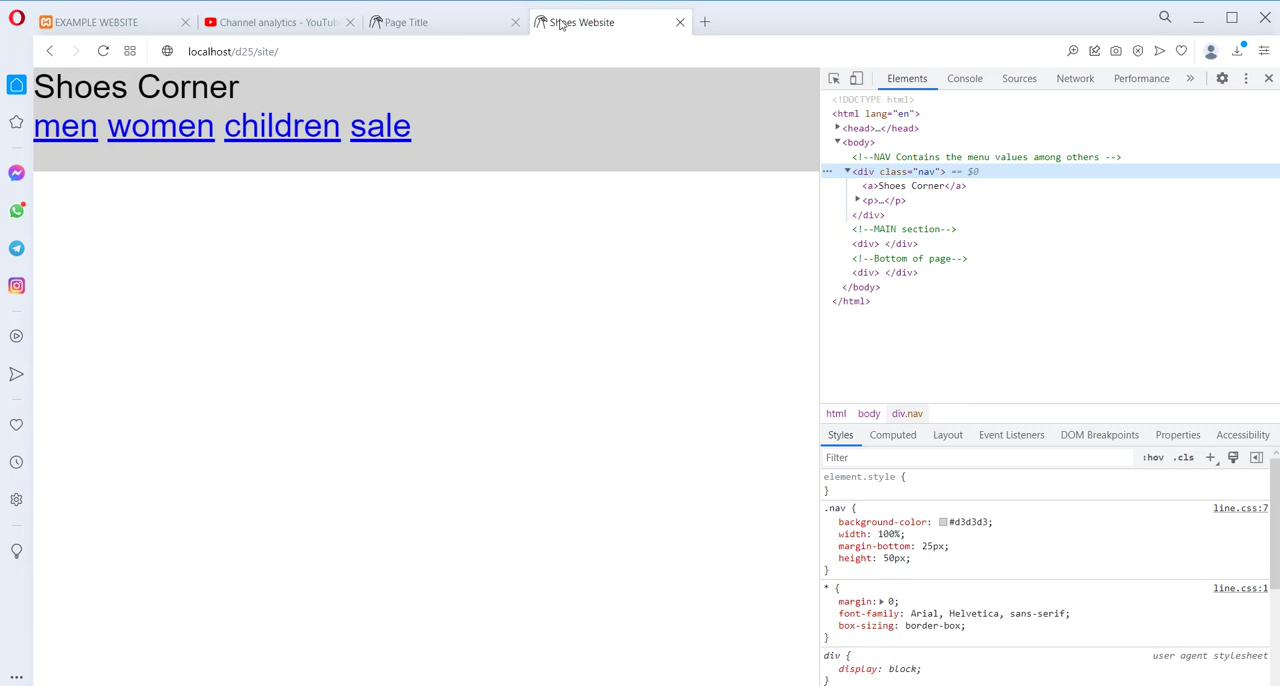 EXAMPLE WEBSITE
Channel analytics - YouTub
Page Title
Shoes Website
localhost/d25/site/
Shoes Corner
men women children sale
Elements Console Sources Network Performance »
<!DOCTYPE html>
<html lang="en">
<head>…</head>
<body>
<!--NAV Contains the menu values among others -->
<div class="nav"> == $0
<a>Shoes Corner</a>
<p>…</p>
</div>
<!--MAIN section-->
<div> </div>
<!--Bottom of page-->
<div> </div>
</body>
</html>
html body div.nav
Styles Computed Layout Event Listeners DOM Breakpoints Properties Accessibility
Filter :hov .cls
element.style {
}
.nav { line.css:7
background-color: #d3d3d3;
width: 100%;
margin-bottom: 25px;
height: 50px;
}
* { line.css:1
margin: 0;
font-family: Arial, Helvetica, sans-serif;
box-sizing: border-box;
}
div { user agent stylesheet
display: block;
}